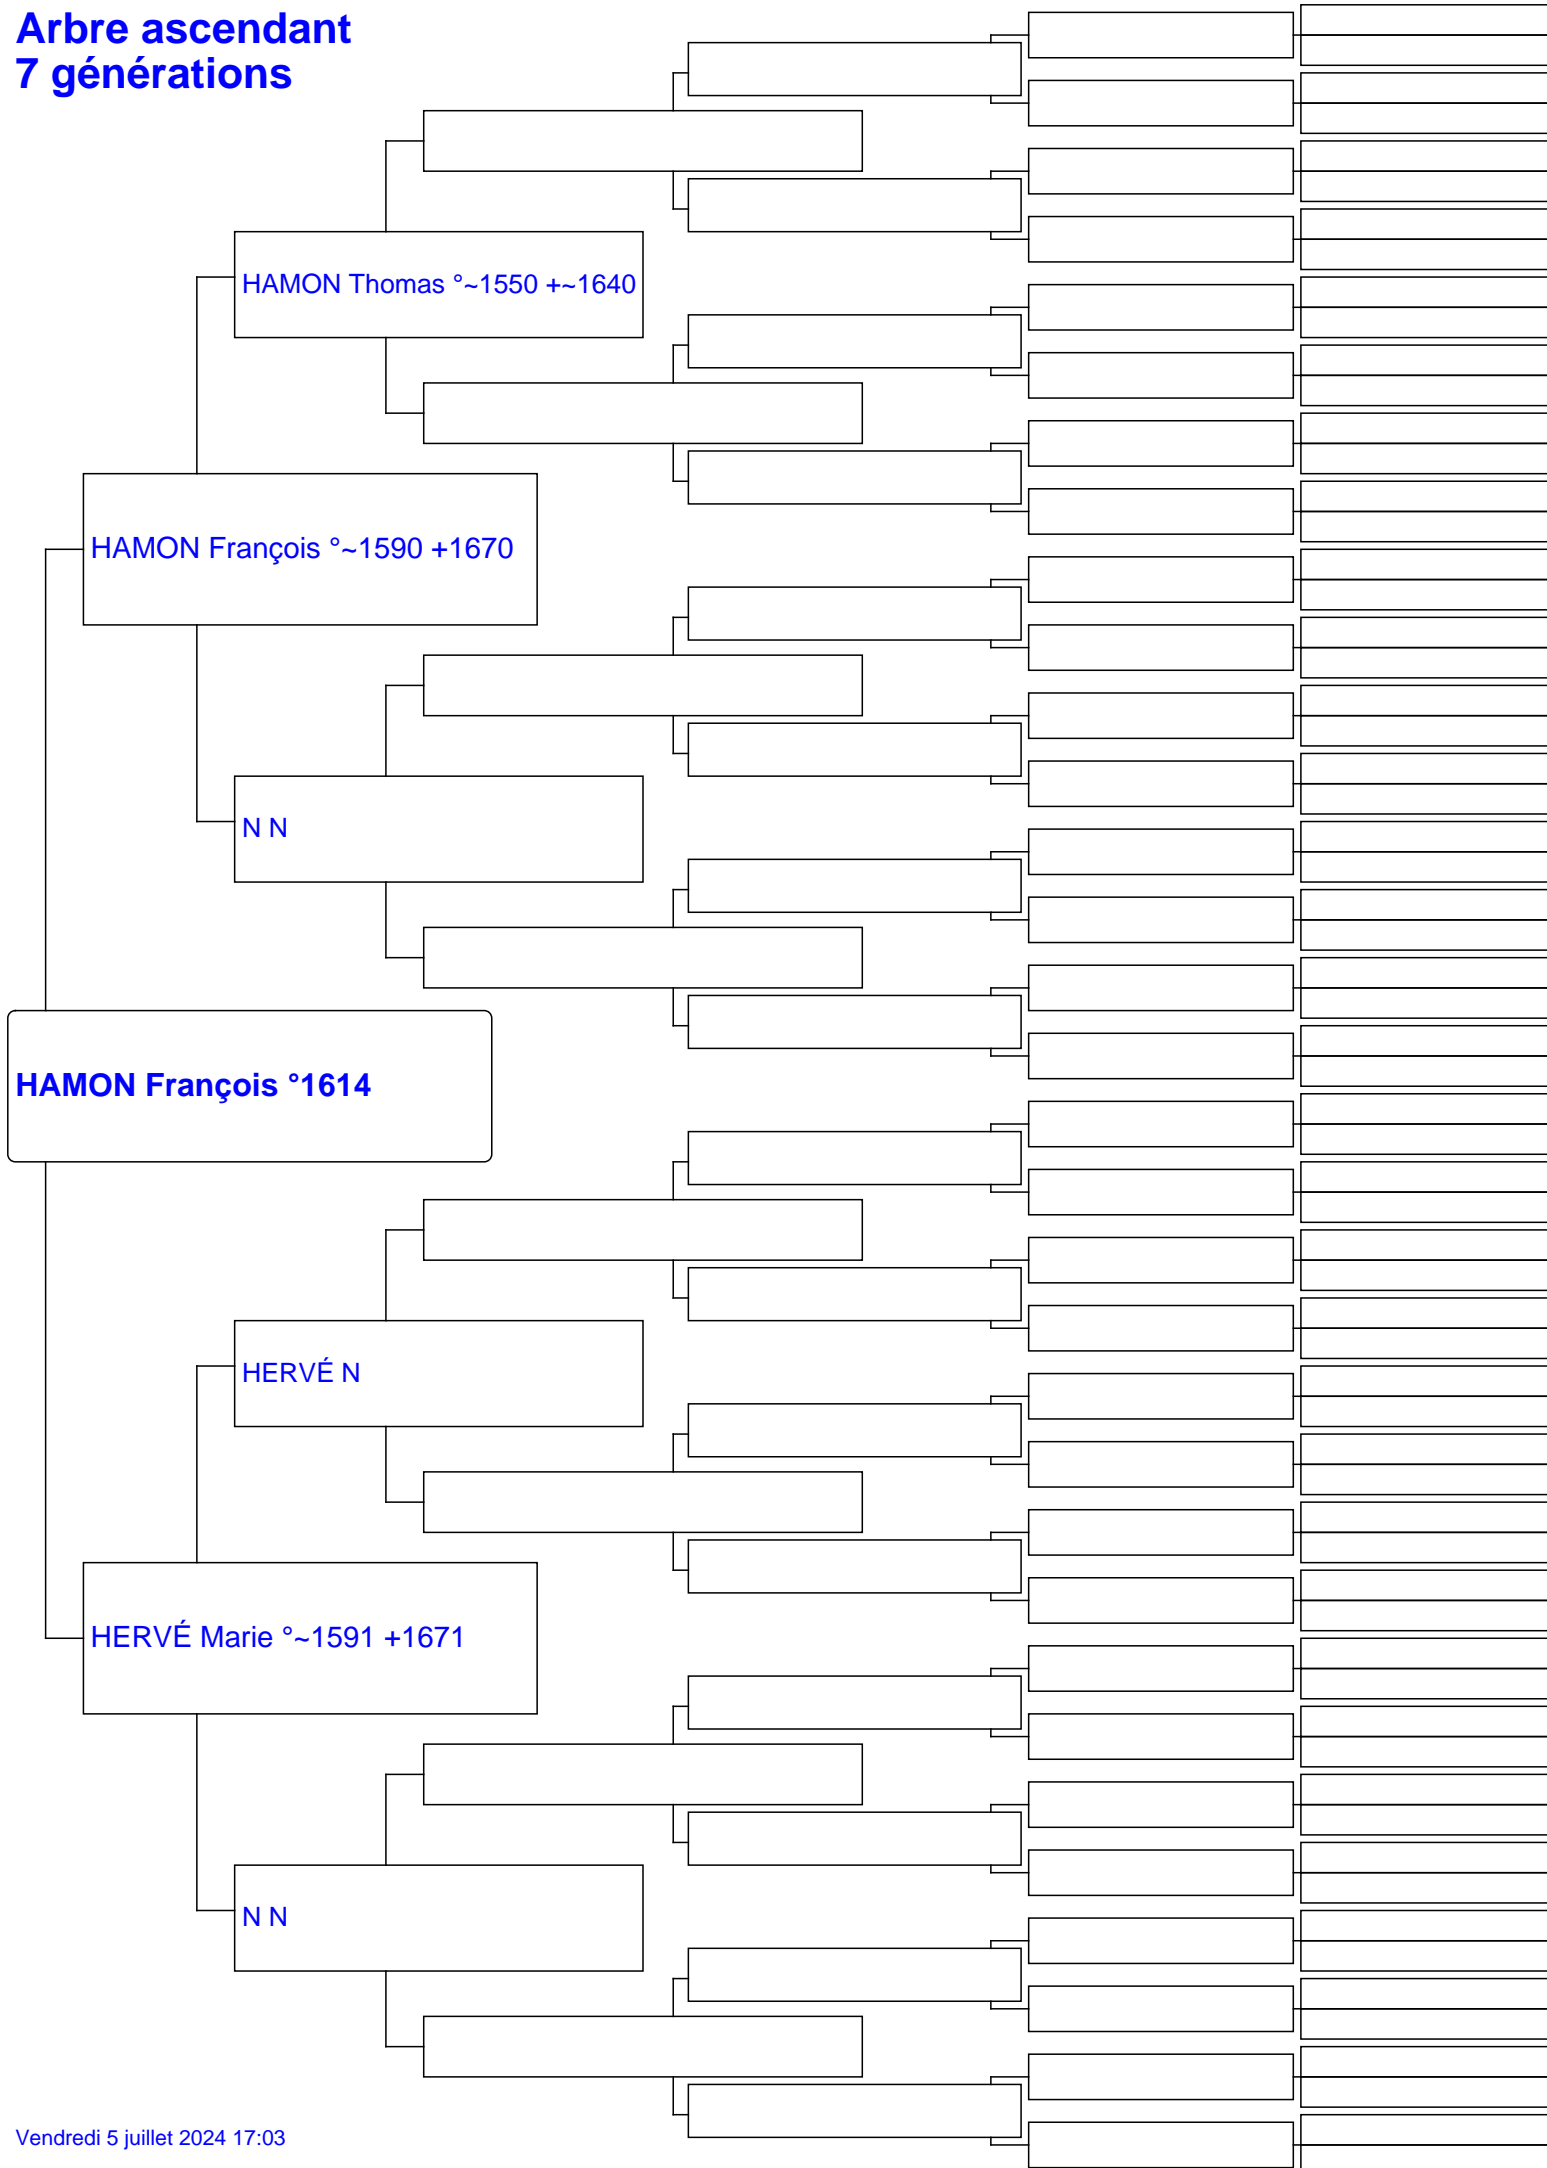 Arbre ascendant
7 générations
HAMON Thomas °~1550 +~1640
HAMON François °~1590 +1670
N N
HAMON François °1614
HERVÉ N
HERVÉ Marie °~1591 +1671
N N
Vendredi 5 juillet 2024 17:03